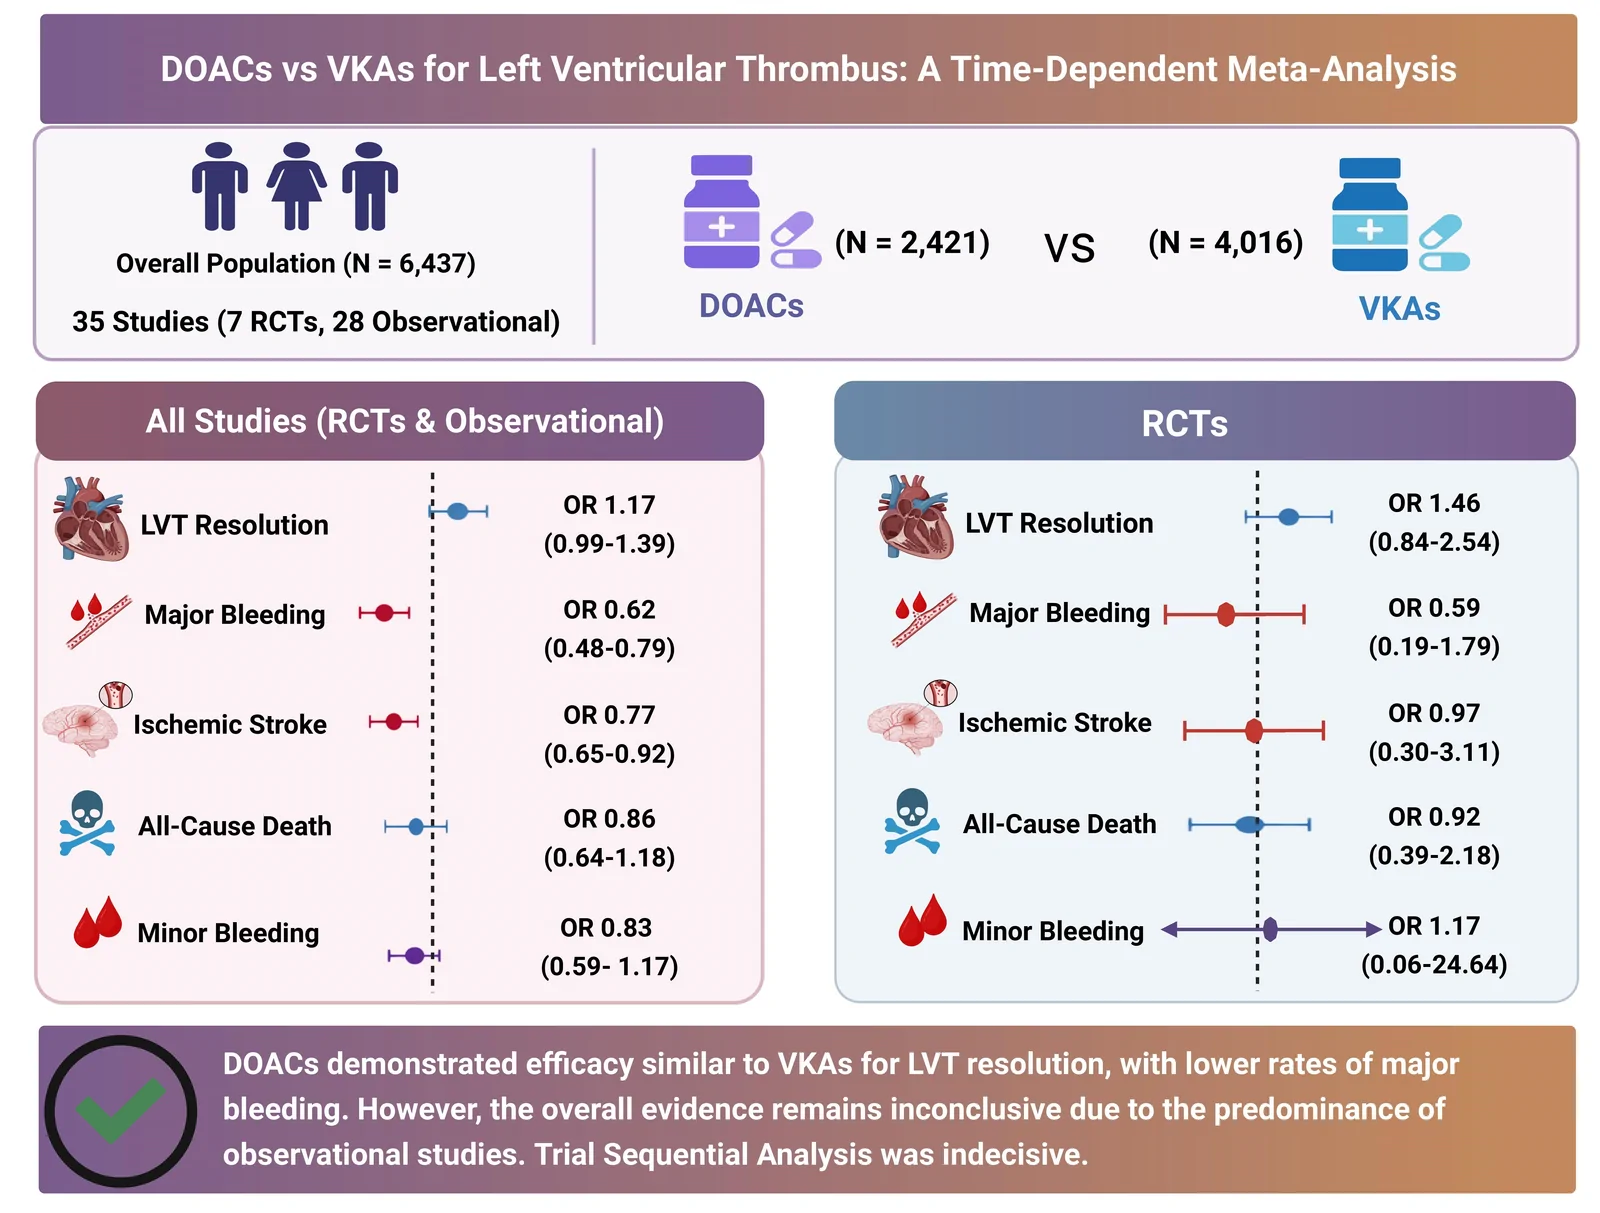 DOACs vs VKAs for Left Ventricular Thrombus: A Time-Dependent Meta-Analysis
Overall Population (N = 6,437)
35 Studies (7 RCTs, 28 Observational)
(N = 2,421)
DOACs
VS
(N = 4,016)
VKAs
All Studies (RCTs & Observational)
LVT Resolution
OR 1.17
(0.99-1.39)
Major Bleeding
OR 0.62
(0.48-0.79)
Ischemic Stroke
OR 0.77
(0.65-0.92)
All-Cause Death
OR 0.86
(0.64-1.18)
Minor Bleeding
OR 0.83
(0.59- 1.17)
RCTs
LVT Resolution
OR 1.46
(0.84-2.54)
Major Bleeding
OR 0.59
(0.19-1.79)
Ischemic Stroke
OR 0.97
(0.30-3.11)
All-Cause Death
OR 0.92
(0.39-2.18)
Minor Bleeding
OR 1.17
(0.06-24.64)
DOACs demonstrated efficacy similar to VKAs for LVT resolution, with lower rates of major
bleeding. However, the overall evidence remains inconclusive due to the predominance of
observational studies. Trial Sequential Analysis was indecisive.